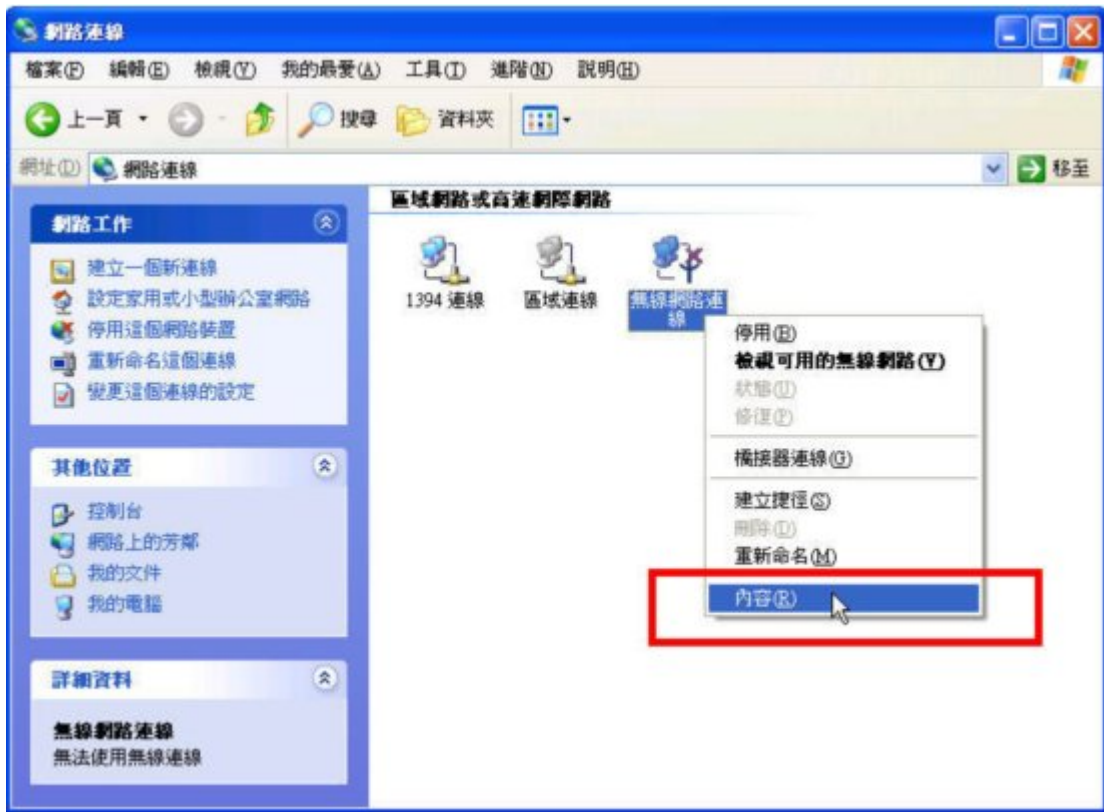 網路連線
檔案(F) 編輯(E) 檢視(V) 我的最愛(A) 工具(T) 進階(N) 說明(H)
上一頁 搜尋 資料夾
網址(D) 網路連線 移至
網路工作
建立一個新連線
設定家用或小型辦公室網路
停用這個網路裝置
重新命名這個連線
變更這個連線的設定
其他位置
控制台
網路上的芳鄰
我的文件
我的電腦
詳細資料
無線網路連線
無法使用無線連線
區域網路或高速網際網路
1394 連線
區域連線
無線網路連
線
停用(B)
檢視可用的無線網路(V)
狀態(U)
修復(P)
橋接器連線(G)
建立捷徑(S)
刪除(D)
重新命名(M)
內容(R)